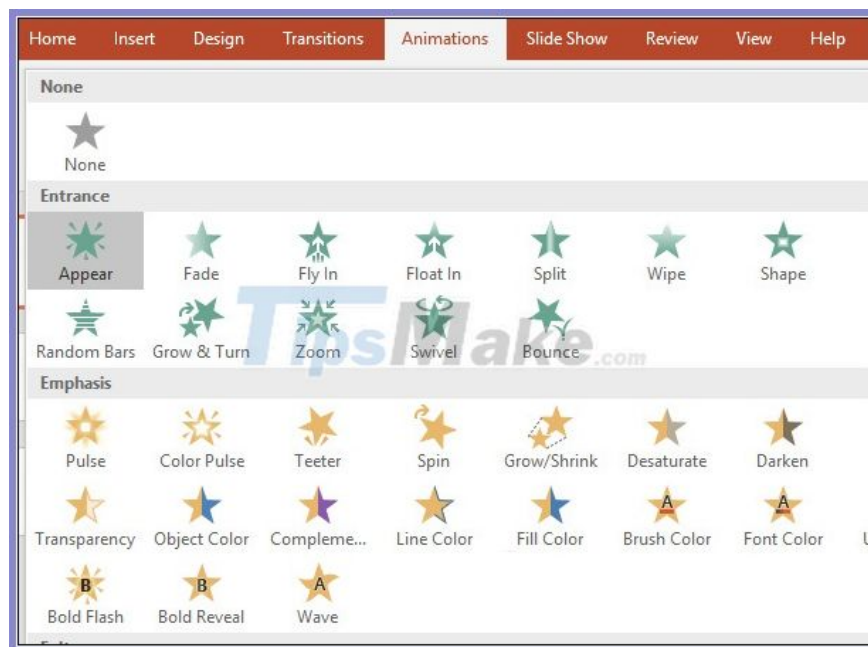 Home Insert Design Transitions Animations Slide Show Review View Help
None
None
Entrance
Appear Fade Fly In Float In Split Wipe Shape
TipsMake.com
Random Bars Grow & Turn Zoom Swivel Bounce
Emphasis
Pulse Color Pulse Teeter Spin Grow/Shrink Desaturate Darken
Transparency Object Color Compleme... Line Color Fill Color Brush Color Font Color
Bold Flash Bold Reveal Wave